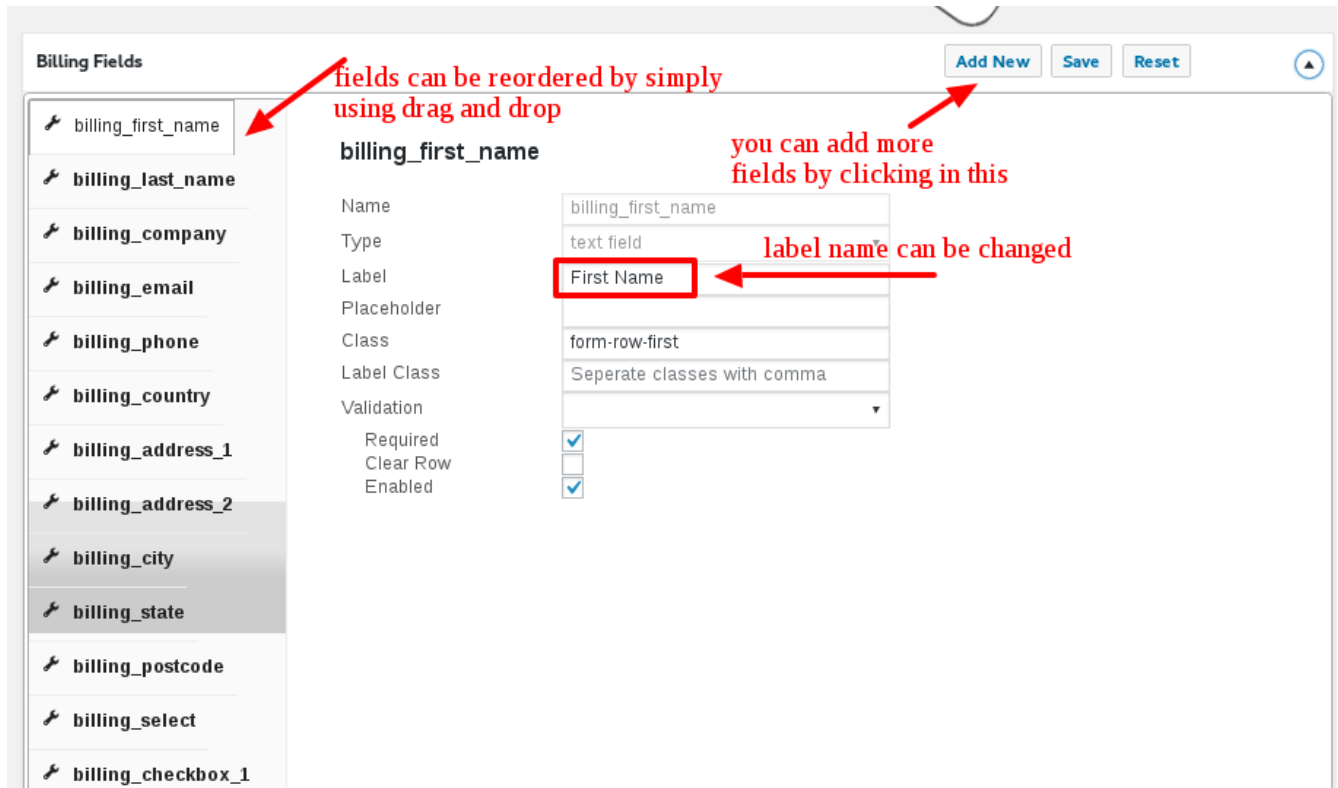 Billing Fields
Add New
Save
Reset
fields can be reordered by simply
using drag and drop
you can add more
fields by clicking in this
billing_first_name
billing_last_name
billing_company
billing_email
billing_phone
billing_country
billing_address_1
billing_address_2
billing_city
billing_state
billing_postcode
billing_select
billing_checkbox_1
billing_first_name
Name billing_first_name
Type text field
label name can be changed
Label First Name
Placeholder
Class form-row-first
Label Class Seperate classes with comma
Validation
Required
Clear Row
Enabled